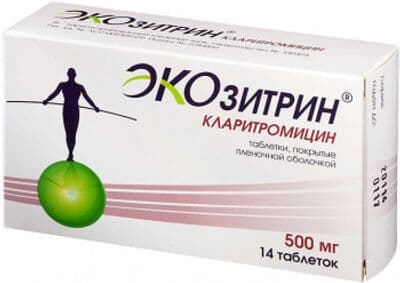 ЭКОЗИТРИН®
КЛАРИТРОМИЦИН
таблетки, покрытые
пленочной оболочкой
500 мг
14 таблеток